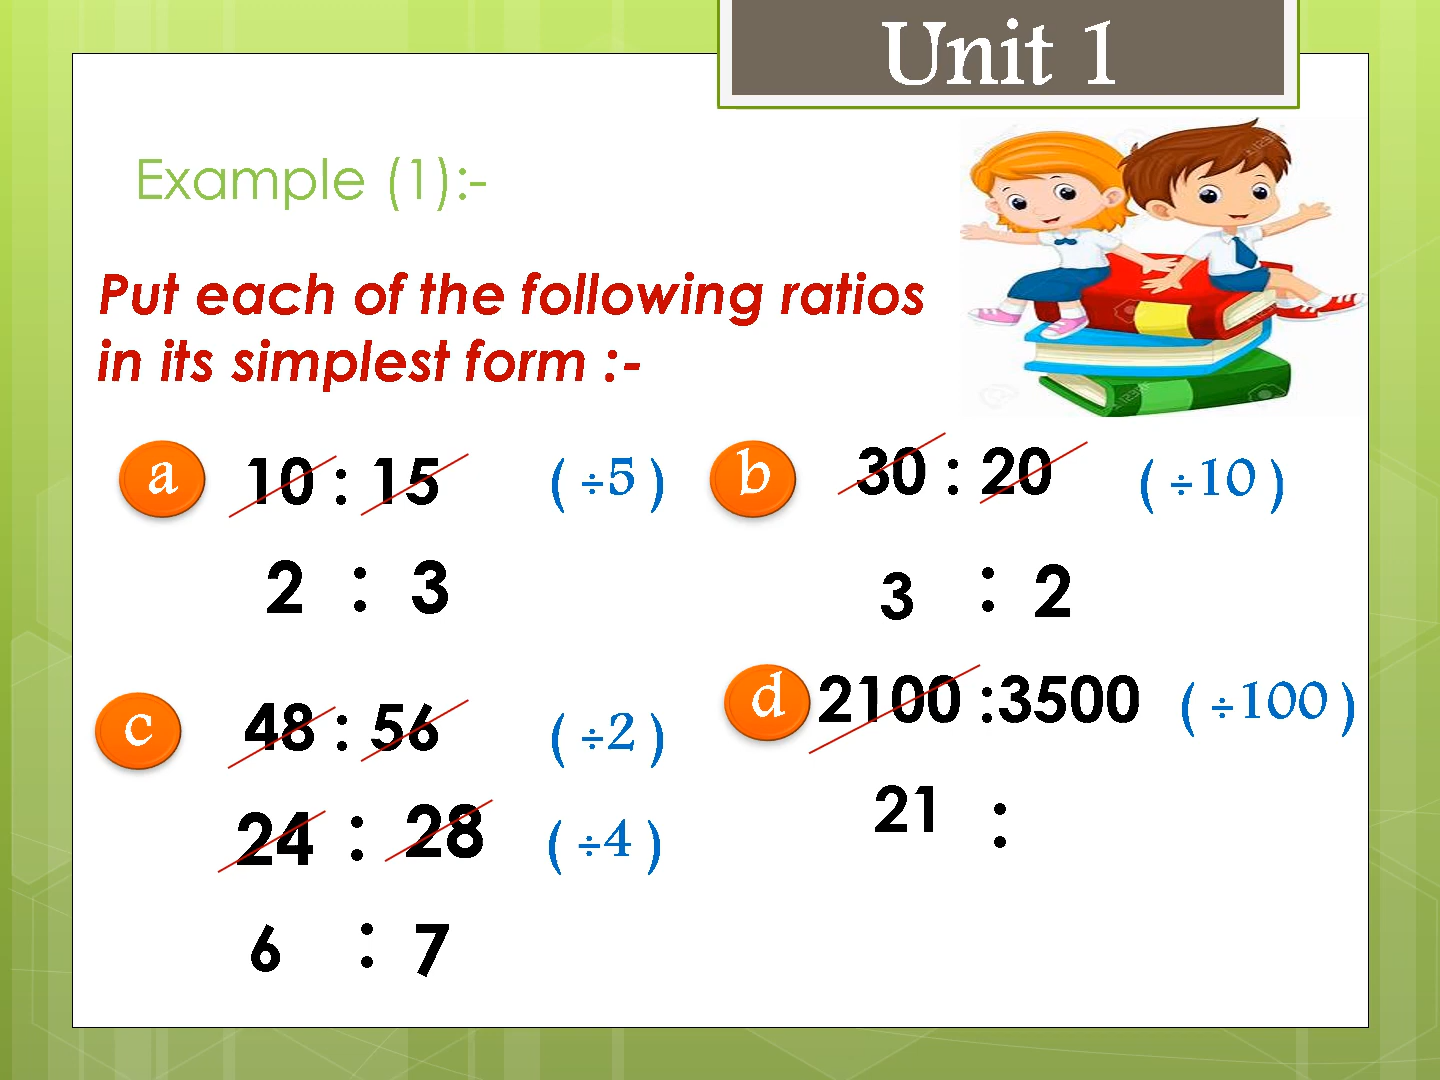 Unit 1
Example (1):-
Put each of the following ratios
in its simplest form :-
a 10 : 15 ( ÷5 )
2 : 3
b 30 : 20 ( ÷10 )
3 : 2
c 48 : 56 ( ÷2 )
24 : 28 ( ÷4 )
6 : 7
d 2100 :3500 ( ÷100 )
21 :